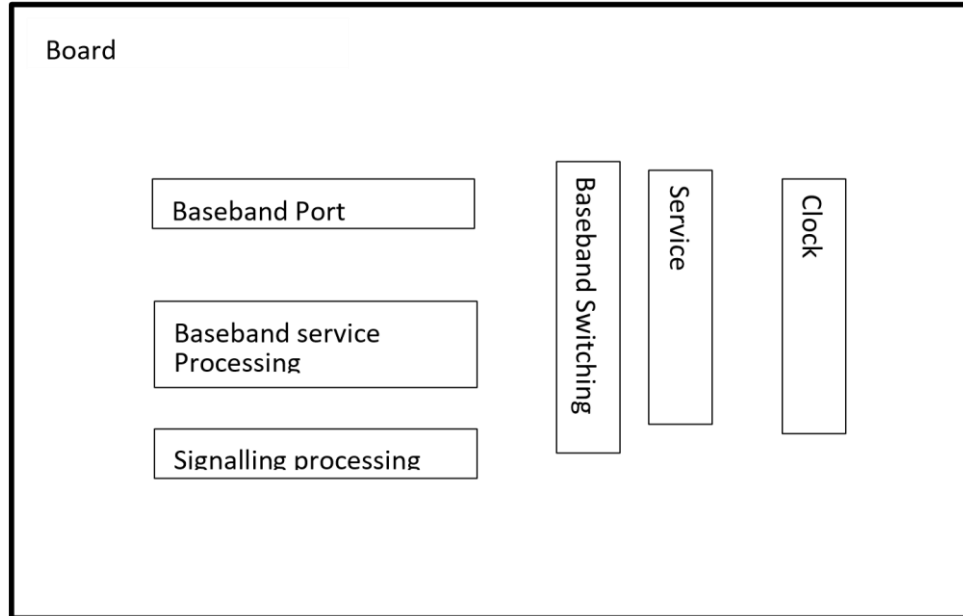 Board
Baseband Port
Baseband service
Processing
Signalling processing
Baseband Switching
Service
Clock